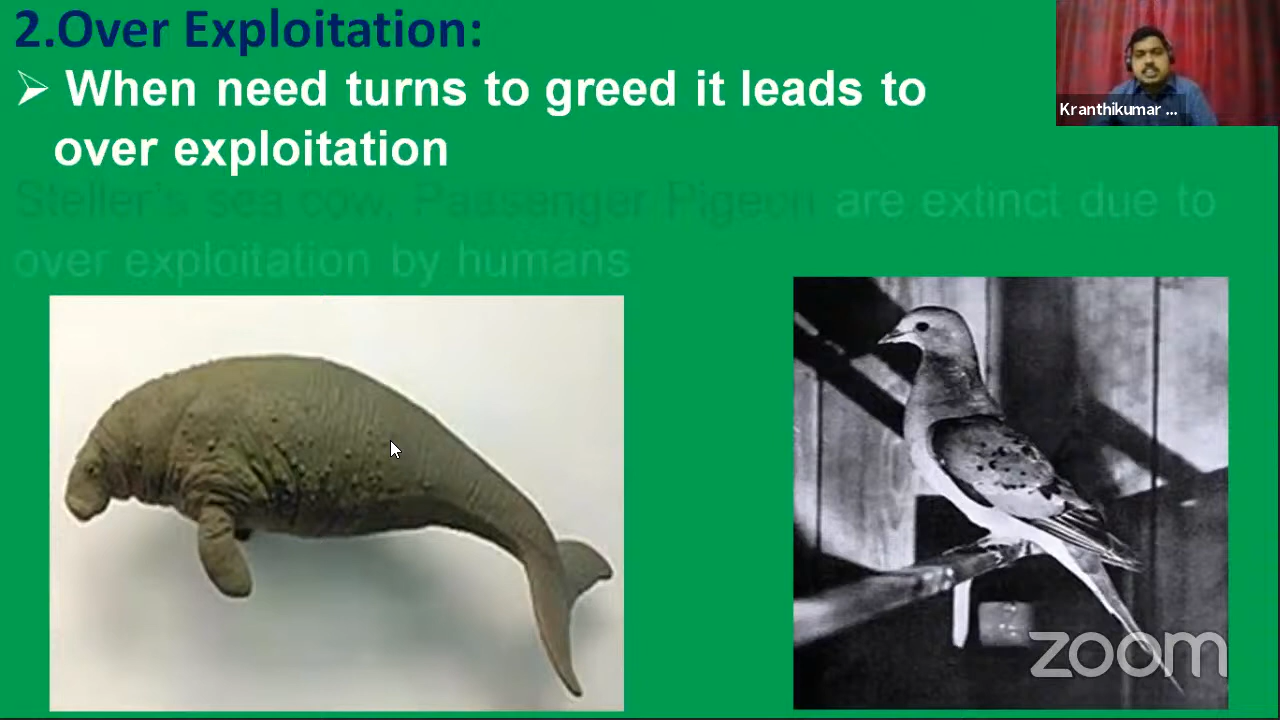 2.Over Exploitation:
➢ When need turns to greed it leads to
over exploitation
Steller's sea cow, Passenger Pigeon are extinct due to
over exploitation by humans
Kranthikumar ...
zoom